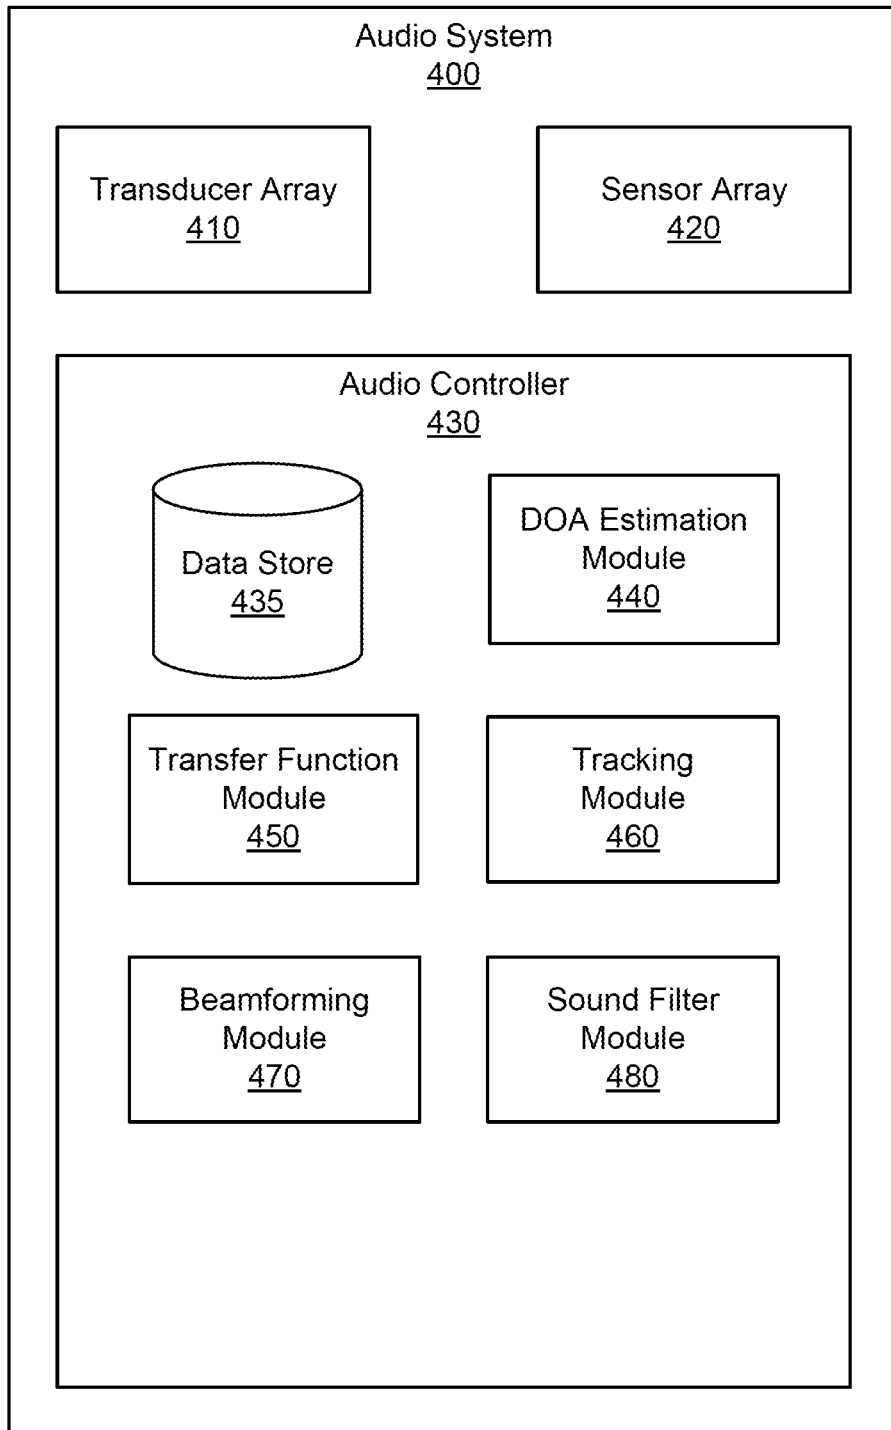 Audio System
400
Transducer Array
410
Sensor Array
420
Audio Controller
430
Data Store
435
DOA Estimation
Module
440
Transfer Function
Module
450
Tracking
Module
460
Beamforming
Module
470
Sound Filter
Module
480